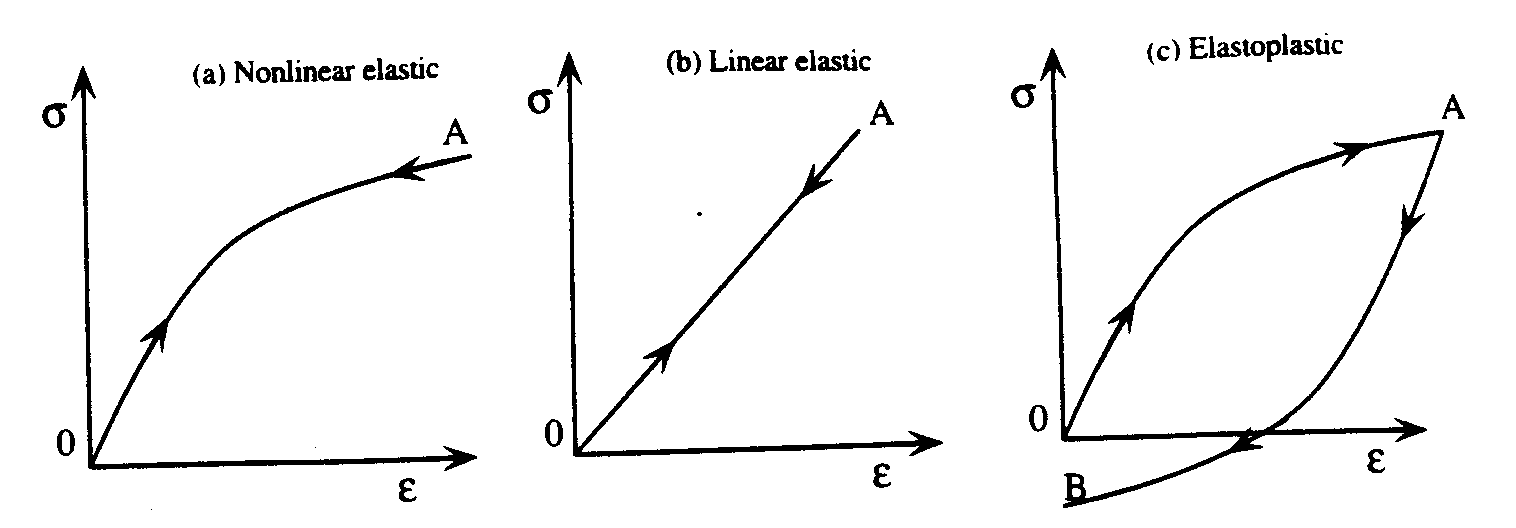 (a) Nonlinear elastic
σ
A
0
ε
(b) Linear elastic
σ
A
0
ε
(c) Elastoplastic
σ
A
0
ε
B